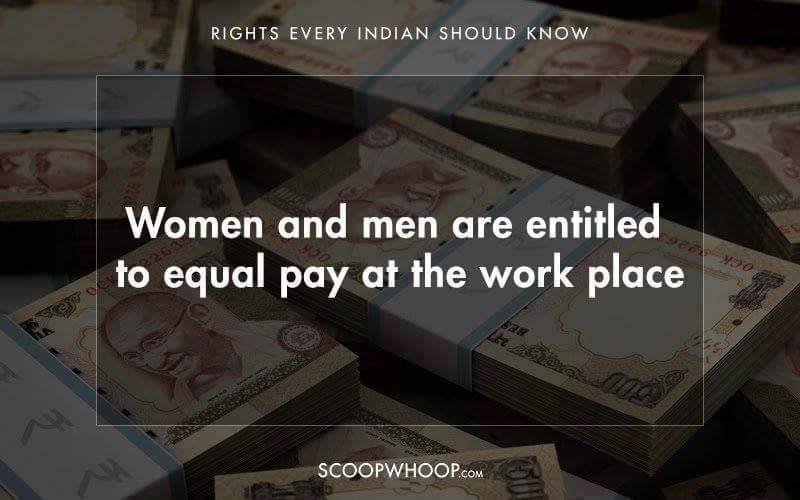 RIGHTS EVERY INDIAN SHOULD KNOW
Women and men are entitled
to equal pay at the work place
SCOOPWHOOP.COM